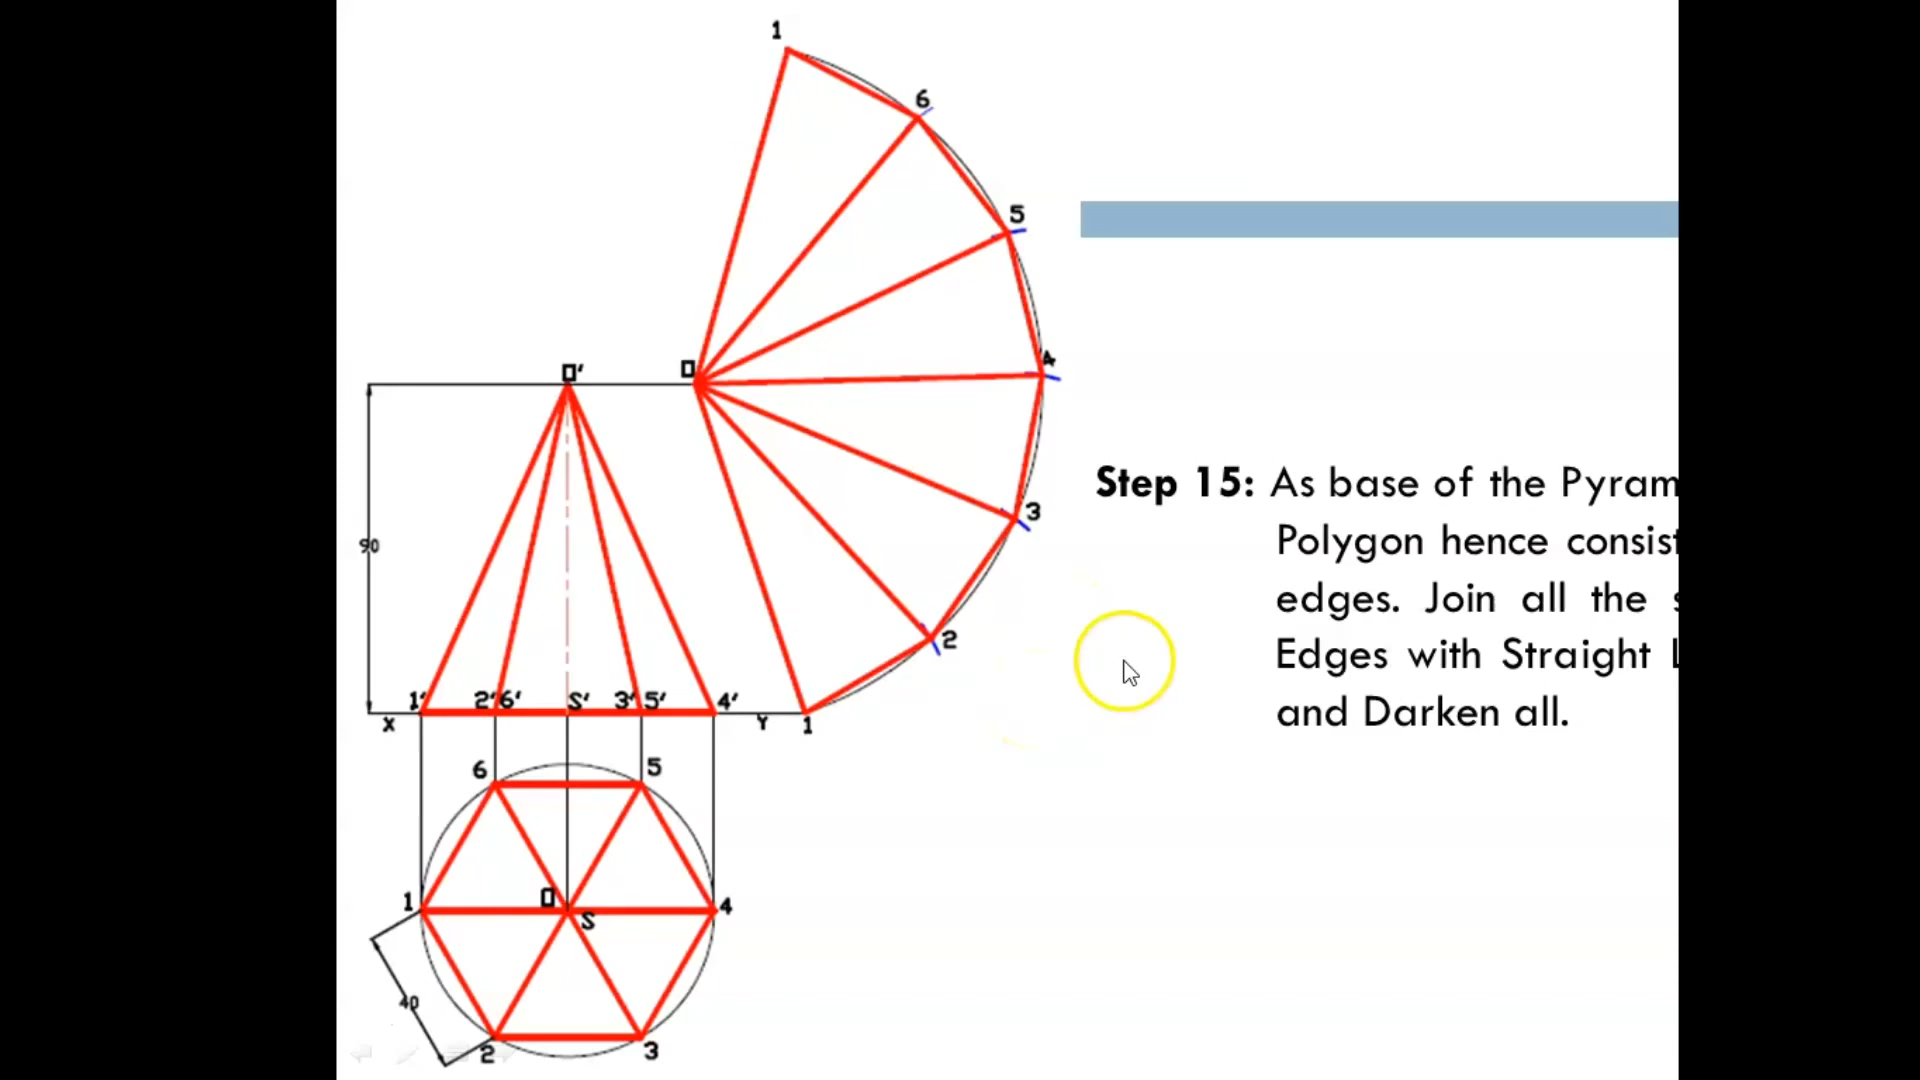 1
6
5
4
3
2
1
O'
O
90
1' 2' 6' S' 3' 5' 4'
X Y
6 5
1 O S 4
40
2 3
Step 15: As base of the Pyram
Polygon hence consist
edges. Join all the s
Edges with Straight L
and Darken all.